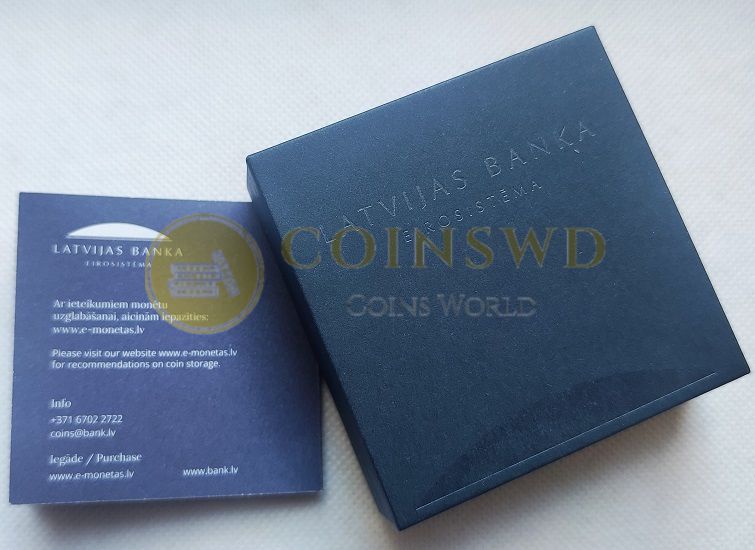 LATVIJAS BANKA
EIROSISTĒMA
Ar ieteikumiem monētu
uzglabāšanai, aicinām iepazīties:
www.e-monetas.lv
Please visit our website www.e-monetas.lv
for recommendations on coin storage.
Info
+371 6702 2722
coins@bank.lv
Iegāde / Purchase
www.e-monetas.lv
www.bank.lv
LATVIJAS BANKA
EIROSISTĒMA
COINSWD
COINS WORLD